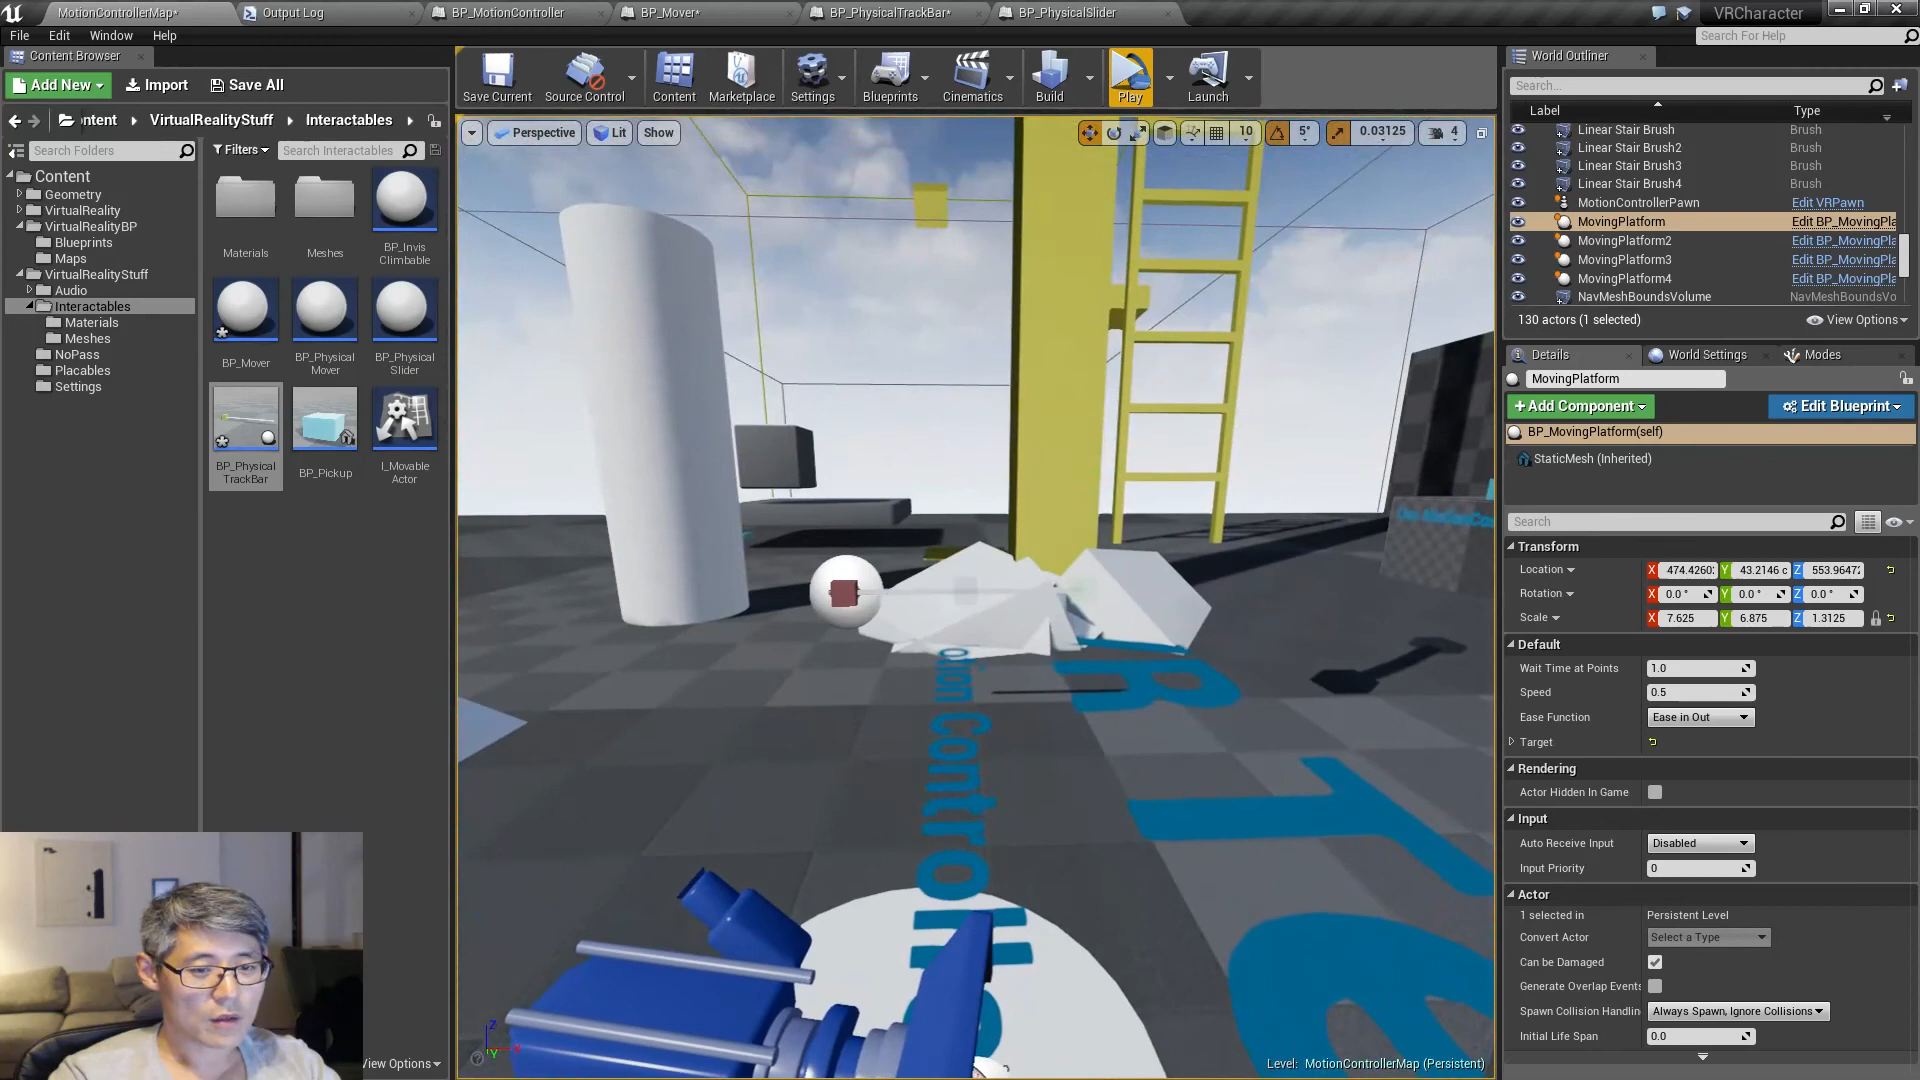 MotionControllerMap*
Output Log
BP_MotionController
BP_Mover*
BP_PhysicalTrackBar*
BP_PhysicalSlider
VRCharacter
File
Edit
Window
Help
Search For Help
Content Browser
Add New
Import
Save All
Save Current
Source Control
Content
Marketplace
Settings
Blueprints
Cinematics
Build
Play
Launch
World Outliner
Search...
Label
Type
ntent
VirtualRealityStuff
Interactables
Search Folders
Filters
Search Interactables
Perspective
Lit
Show
10
5°
0.03125
4
Content
Geometry
VirtualReality
VirtualRealityBP
Blueprints
Maps
VirtualRealityStuff
Audio
Interactables
Materials
Meshes
NoPass
Placables
Settings
Materials
Meshes
BP_Invis
Climbable
BP_Mover
BP_Physical
Mover
BP_Physical
Slider
BP_Physical
TrackBar
BP_Pickup
I_Movable
Actor
View Options
Linear Stair Brush
Brush
Linear Stair Brush2
Brush
Linear Stair Brush3
Brush
Linear Stair Brush4
Brush
MotionControllerPawn
Edit VRPawn
MovingPlatform
Edit BP_MovingPla
MovingPlatform2
Edit BP_MovingPla
MovingPlatform3
Edit BP_MovingPla
MovingPlatform4
Edit BP_MovingPla
NavMeshBoundsVolume
NavMeshBoundsVo
130 actors (1 selected)
View Options
Details
World Settings
Modes
MovingPlatform
Add Component
Edit Blueprint
BP_MovingPlatform(self)
StaticMesh (Inherited)
Search
Transform
Location
X
474.4260
Y
43.2146 c
Z
553.9647
Rotation
X
0.0 °
Y
0.0 °
Z
0.0 °
Scale
X
7.625
Y
6.875
Z
1.3125
Default
Wait Time at Points
1.0
Speed
0.5
Ease Function
Ease in Out
Target
Rendering
Actor Hidden In Game
Input
Auto Receive Input
Disabled
Input Priority
0
Actor
1 selected in
Persistent Level
Convert Actor
Select a Type
Can be Damaged
Generate Overlap Events
Spawn Collision Handlin
Always Spawn, Ignore Collisions
Initial Life Span
0.0
otion Controlle
R
Te
Z
Y
X
Level: MotionControllerMap (Persistent)